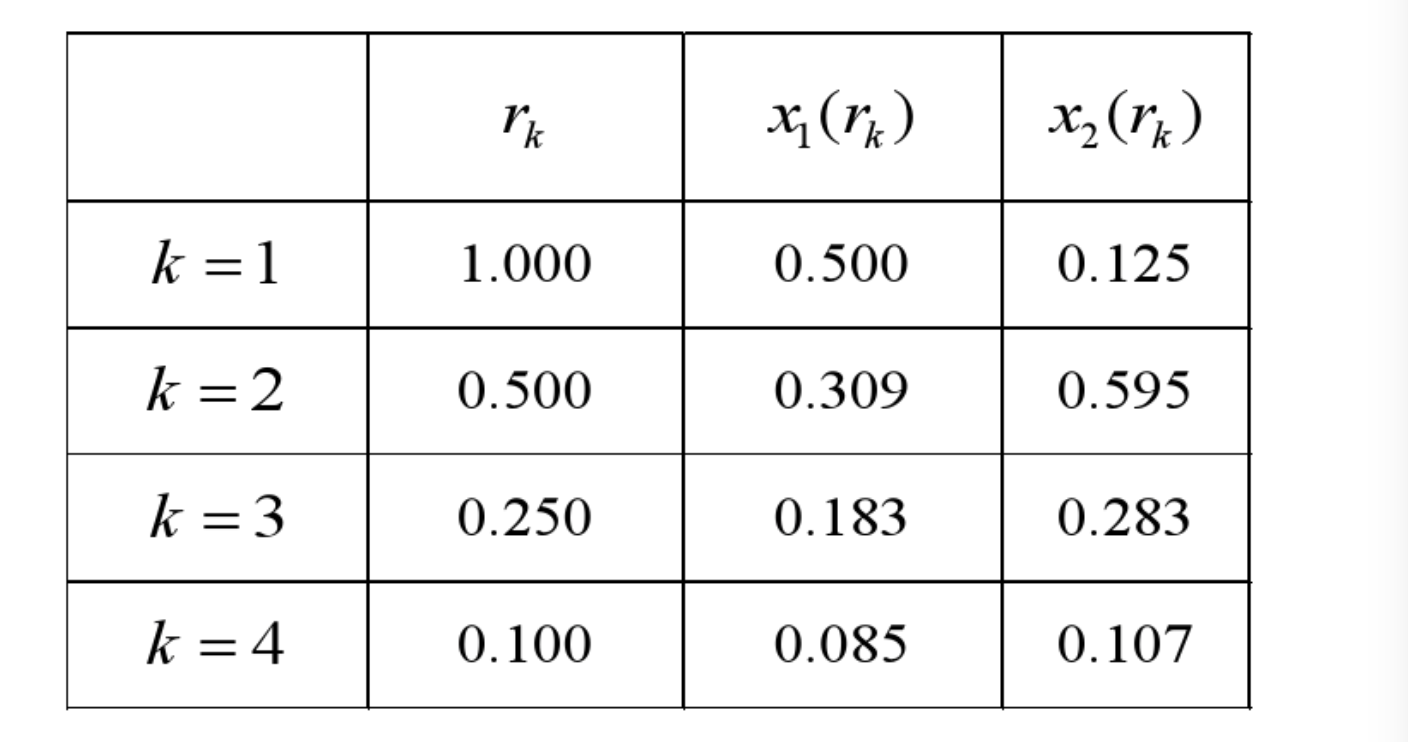 r_k x_1(r_k) x_2(r_k)
k = 1 1.000 0.500 0.125
k = 2 0.500 0.309 0.595
k = 3 0.250 0.183 0.283
k = 4 0.100 0.085 0.107